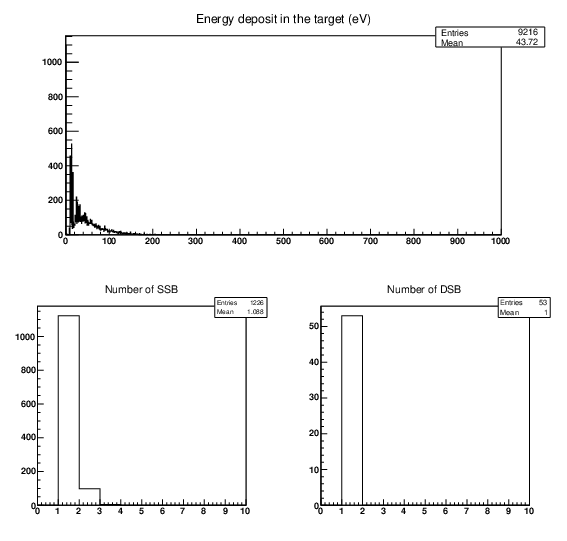 Energy deposit in the target (eV)
Entries 9216
Mean 43.72
1000
800
600
400
200
0
0 100 200 300 400 500 600 700 800 900 1000
Number of SSB
Entries 1226
Mean 1.088
1000
800
600
400
200
0
0 1 2 3 4 5 6 7 8 9 10
Number of DSB
Entries 53
Mean 1
50
40
30
20
10
0
0 1 2 3 4 5 6 7 8 9 10